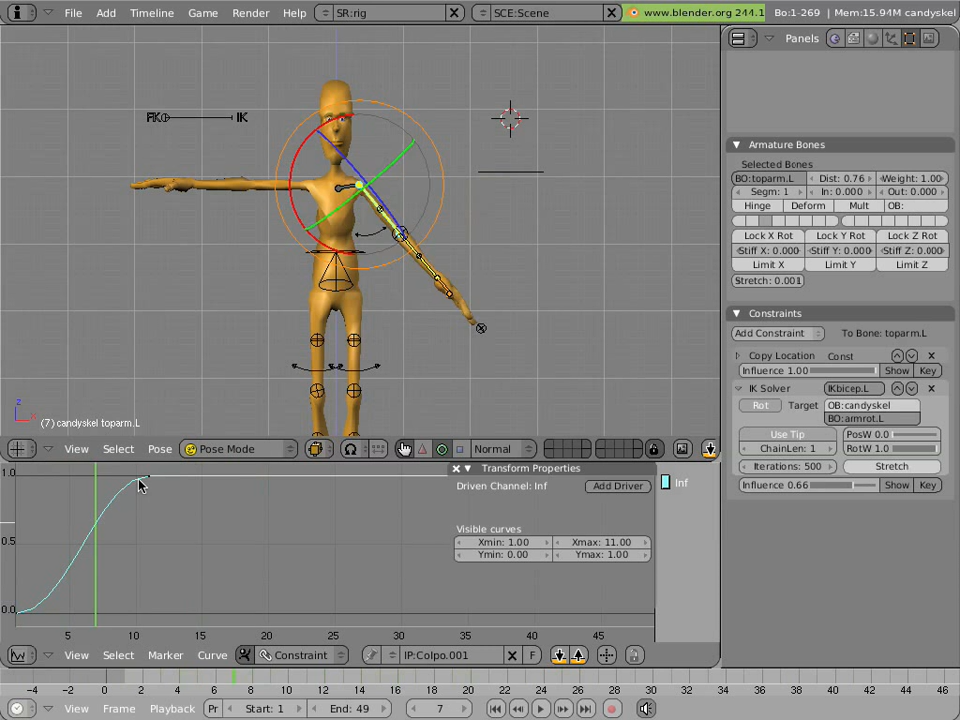 File Add Timeline Game Render Help SR:rig SCE:Scene www.blender.org 244.1 Bo:1-269 | Mem:15.94M candyskel
Panels
FK IK
Armature Bones
Selected Bones
BO:toparm.L Dist: 0.76 Weight: 1.00
Segm: 1 In: 0.000 Out: 0.000
Hinge Deform Mult OB:
Lock X Rot Lock Y Rot Lock Z Rot
Stiff X: 0.000 Stiff Y: 0.000 Stiff Z: 0.000
Limit X Limit Y Limit Z
Stretch: 0.001
Constraints
Add Constraint To Bone: toparm.L
Copy Location Const
Influence 1.00 Show Key
IK Solver IKbicep.L
Rot Target OB:candyskel
BO:armrot.L
Use Tip PosW 0.0
ChainLen: 1 RotW 1.0
Iterations: 500 Stretch
Influence 0.66 Show Key
z
x
(7) candyskel toparm.L
View Select Pose Pose Mode Normal
1.0
0.5
0.0
Transform Properties
Driven Channel: Inf Add Driver
Visible curves
Xmin: 1.00 Xmax: 11.00
Ymin: 0.00 Ymax: 1.00
Inf
5 10 15 20 25 30 35 40 45
View Select Marker Curve Constraint IP:Colpo.001 F
-4 -2 0 2 4 6 8 10 12 14 16 18 20 22 24 26 28 30 32 34 36 38 40 42 44 46
View Frame Playback Pr Start: 1 End: 49 7